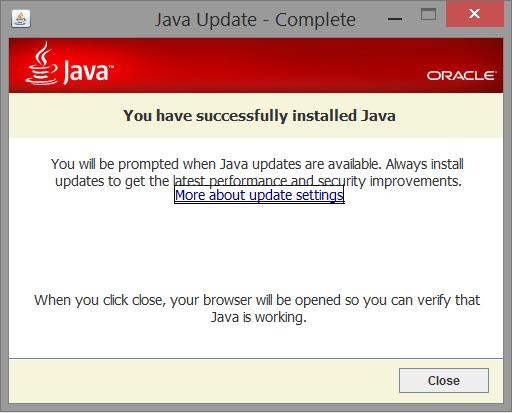 Java Update - Complete
Java™
ORACLE®
You have successfully installed Java
You will be prompted when Java updates are available. Always install
updates to get the latest performance and security improvements.
More about update settings
When you click close, your browser will be opened so you can verify that
Java is working.
Close